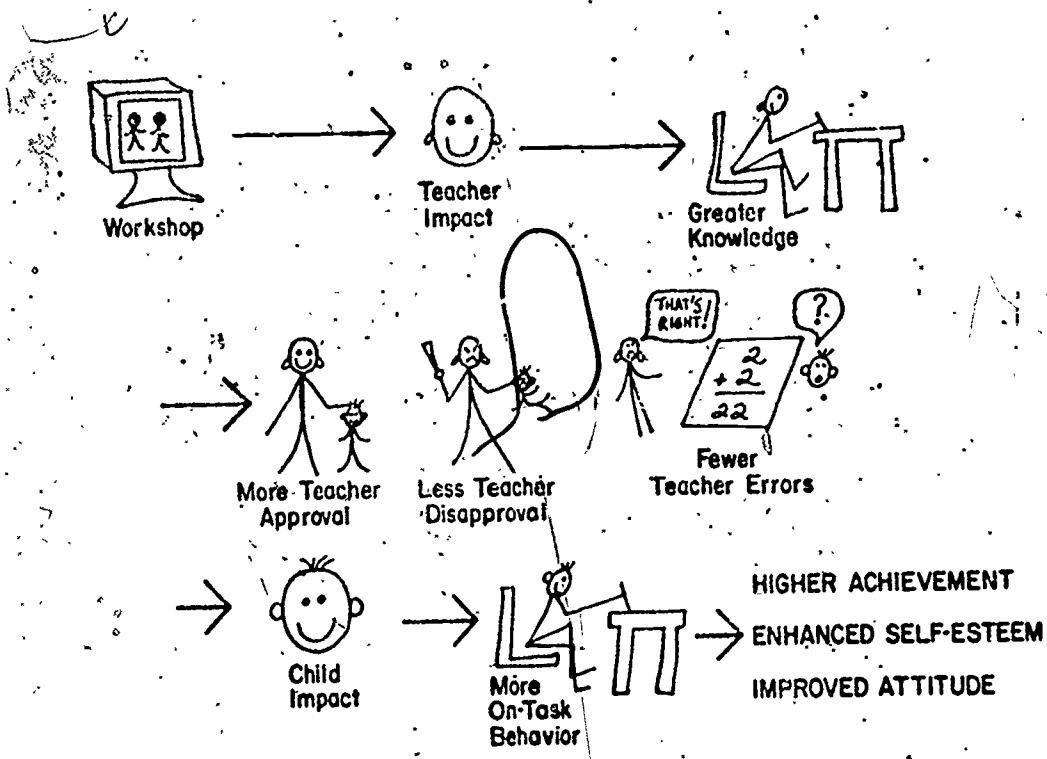 Workshop
Teacher
Impact
Greater
Knowledge
THAT'S
RIGHT!
?
2
+ 2
22
More Teacher
Approval
Less Teacher
Disapproval
Fewer
Teacher Errors
Child
Impact
More
On-Task
Behavior
HIGHER ACHIEVEMENT
ENHANCED SELF-ESTEEM
IMPROVED ATTITUDE